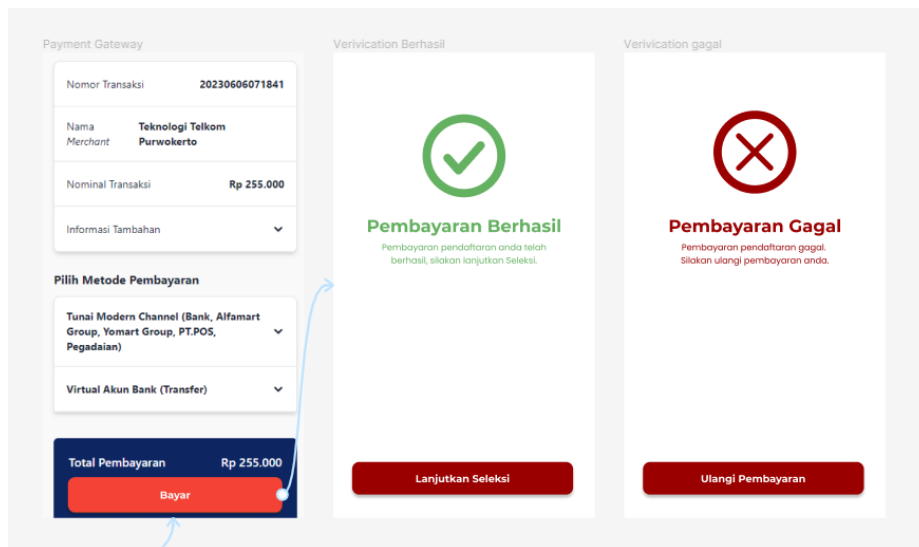 Payment Gateway
Nomor Transaksi 20230606071841
Nama Merchant Teknologi Telkom Purwokerto
Nominal Transaksi Rp 255.000
Informasi Tambahan
Pilih Metode Pembayaran
Tunai Modern Channel (Bank, Alfamart
Group, Yomart Group, PT.POS,
Pegadaian)
Virtual Akun Bank (Transfer)
Total Pembayaran Rp 255.000
Bayar
Verivication Berhasil
Pembayaran Berhasil
Pembayaran pendaftaran anda telah
berhasil, silakan lanjutkan Seleksi.
Lanjutkan Seleksi
Verivication gagal
Pembayaran Gagal
Pembayaran pendaftaran gagal.
Silakan ulangi pembayaran anda.
Ulangi Pembayaran